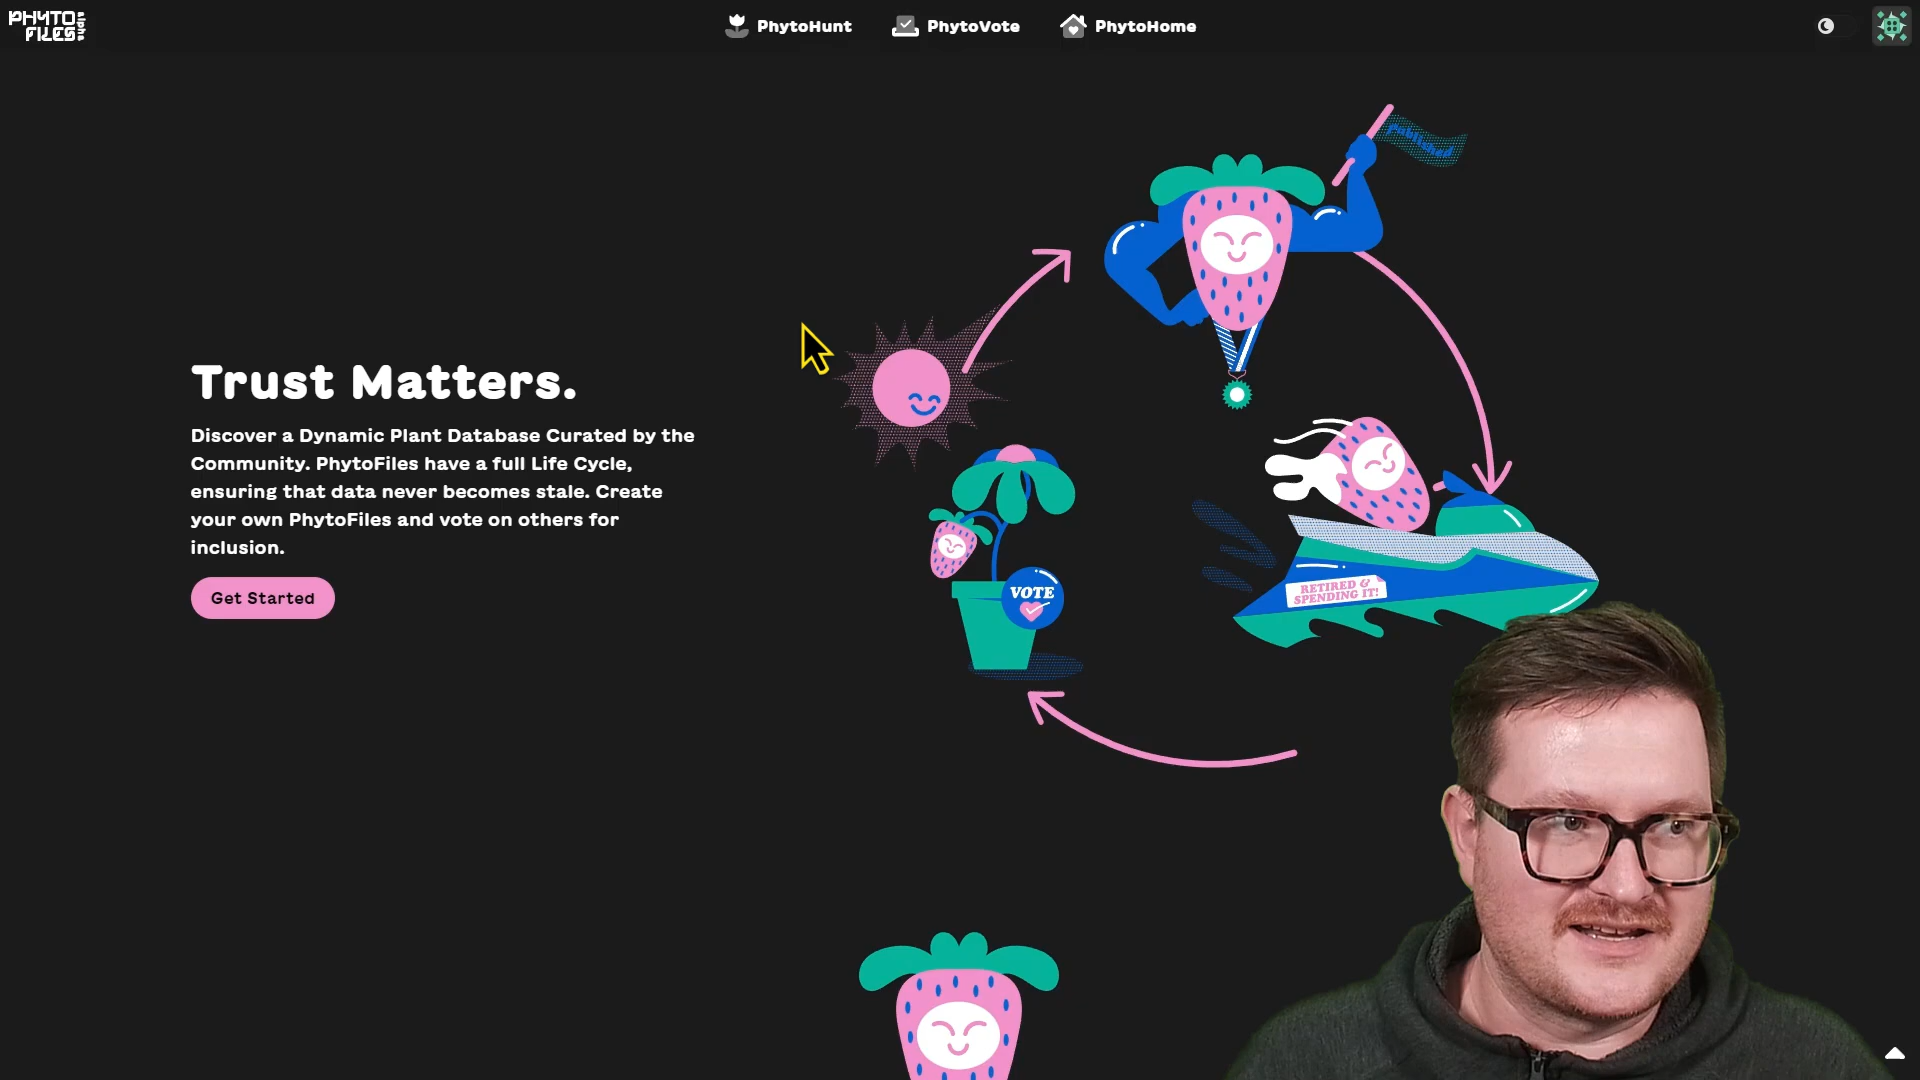 PHYTO
FILES
alpha
PhytoHunt
PhytoVote
PhytoHome
published
Trust Matters.
Discover a Dynamic Plant Database Curated by the
Community. PhytoFiles have a full Life Cycle,
ensuring that data never becomes stale. Create
your own PhytoFiles and vote on others for
inclusion.
Get Started
VOTE
RETIRED &
SPENDING IT!